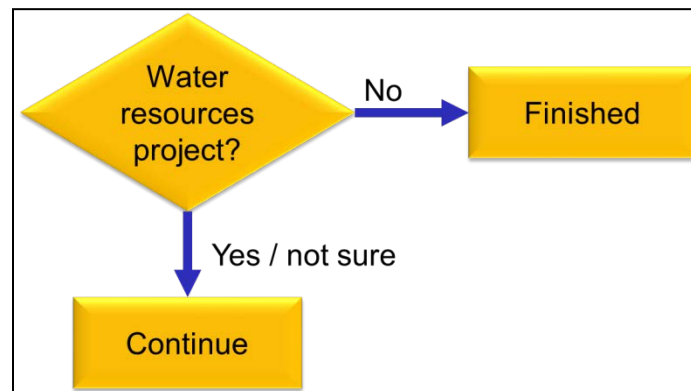 Water
resources
project?
No
Finished
Yes / not sure
Continue